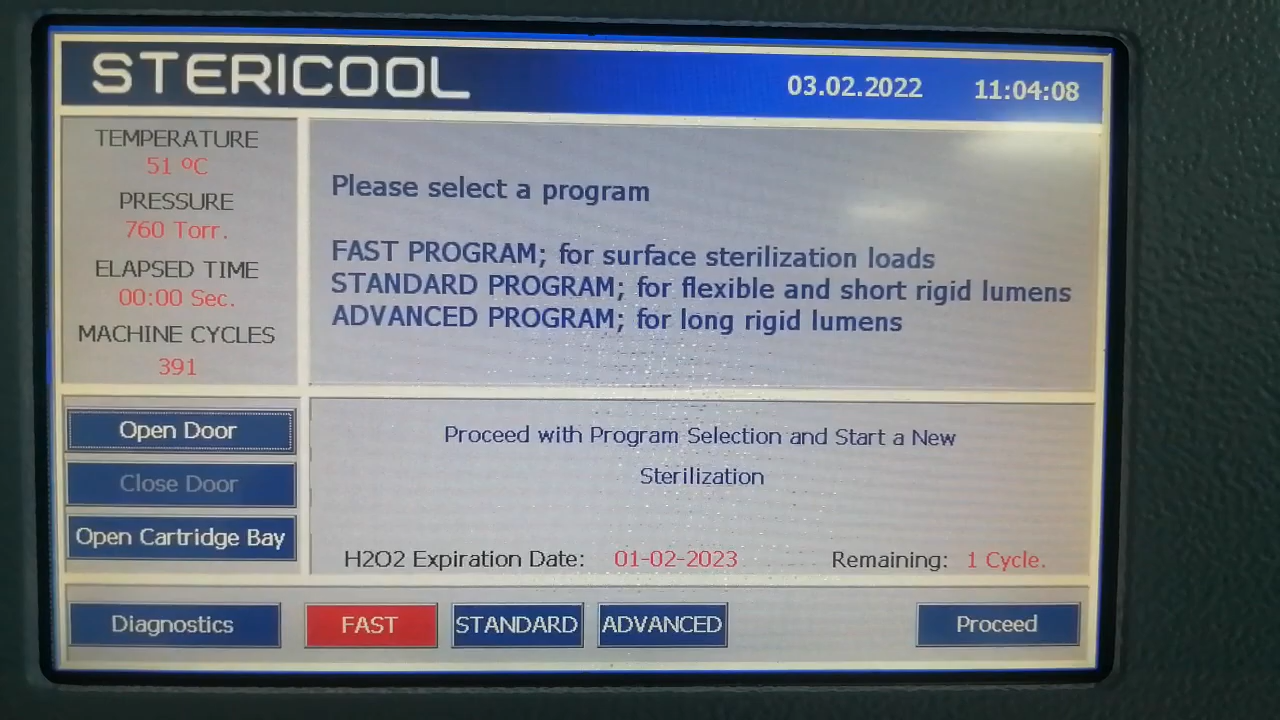 STERICOOL
03.02.2022 11:04:08
TEMPERATURE
51 ºC
PRESSURE
760 Torr.
ELAPSED TIME
00:00 Sec.
MACHINE CYCLES
391
Please select a program
FAST PROGRAM; for surface sterilization loads
STANDARD PROGRAM; for flexible and short rigid lumens
ADVANCED PROGRAM; for long rigid lumens
Open Door
Close Door
Open Cartridge Bay
Proceed with Program Selection and Start a New
Sterilization
H2O2 Expiration Date: 01-02-2023 Remaining: 1 Cycle.
Diagnostics FAST STANDARD ADVANCED Proceed